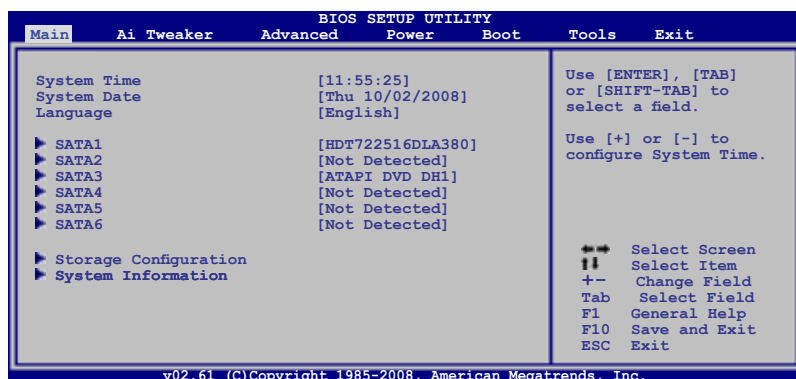 BIOS SETUP UTILITY
Main Ai Tweaker Advanced Power Boot Tools Exit
System Time [11:55:25]
System Date [Thu 10/02/2008]
Language [English]
SATA1 [HDT722516DLA380]
SATA2 [Not Detected]
SATA3 [ATAPI DVD DH1]
SATA4 [Not Detected]
SATA5 [Not Detected]
SATA6 [Not Detected]
Storage Configuration
System Information
Use [ENTER], [TAB]
or [SHIFT-TAB] to
select a field.
Use [+] or [-] to
configure System Time.
Select Screen
Select Item
+- Change Field
Tab Select Field
F1 General Help
F10 Save and Exit
ESC Exit
v02.61 (C)Copyright 1985-2008, American Megatrends, Inc.